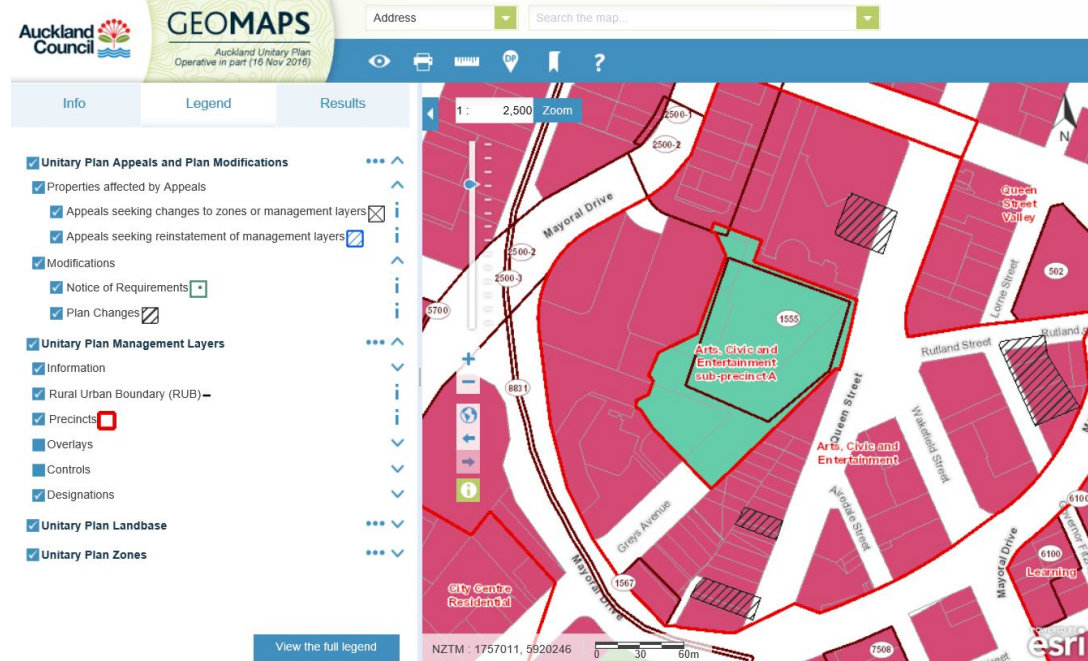 Auckland
Council
GEOMAPS
Auckland Unitary Plan
Operative in part (16 Nov 2016)
Address
Search the map...
DP
?
Info
Legend
Results
Unitary Plan Appeals and Plan Modifications
Properties affected by Appeals
Appeals seeking changes to zones or management layers
Appeals seeking reinstatement of management layers
Modifications
Notice of Requirements
Plan Changes
Unitary Plan Management Layers
Information
Rural Urban Boundary (RUB)
Precincts
Overlays
Controls
Designations
Unitary Plan Landbase
Unitary Plan Zones
View the full legend
1 : 2,500 Zoom
2500-1
2500-2
N
Mayoral Drive
Queen
Street
Valley
2500-2
2500-3
502
Lorne Street
5700
1555
Rutland Street
Rutland
Arts, Civic and
Entertainment
sub-precinct A
8831
Queen Street
Wakefield Street
Arts, Civic and
Entertainment
Airedale Street
6100
Greys Avenue
Mayoral Drive
6100
Learning
Mayoral Drive
1567
City Centre
Residential
7508
NZTM : 1757011, 5920246
0 30 60m
POWERED BY
esri